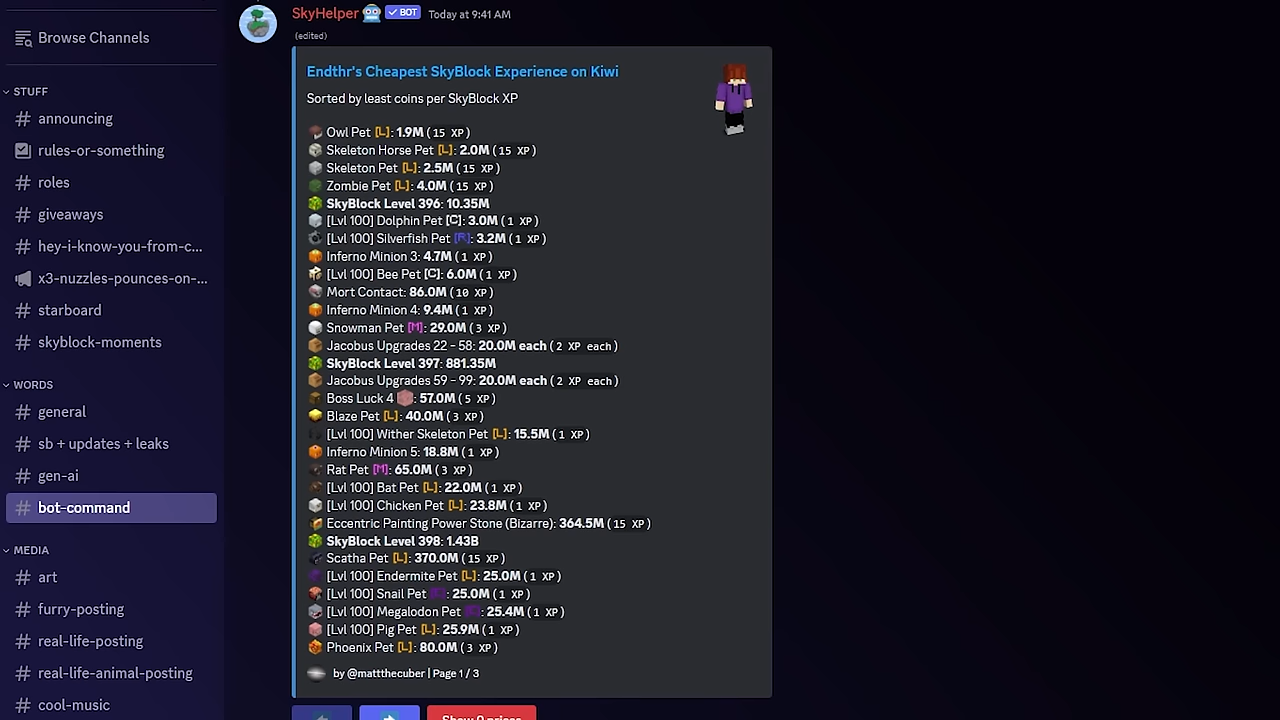 Browse Channels
STUFF
announcing
rules-or-something
roles
giveaways
hey-i-know-you-from-c...
x3-nuzzles-pounces-on-...
starboard
skyblock-moments
WORDS
general
sb + updates + leaks
gen-ai
bot-command
MEDIA
art
furry-posting
real-life-posting
real-life-animal-posting
cool-music
SkyHelper BOT Today at 9:41 AM
(edited)
Endthr's Cheapest SkyBlock Experience on Kiwi
Sorted by least coins per SkyBlock XP
Owl Pet [L]: 1.9M (15 XP)
Skeleton Horse Pet [L]: 2.0M (15 XP)
Skeleton Pet [L]: 2.5M (15 XP)
Zombie Pet [L]: 4.0M (15 XP)
SkyBlock Level 396: 10.35M
[Lvl 100] Dolphin Pet [C]: 3.0M (1 XP)
[Lvl 100] Silverfish Pet [R]: 3.2M (1 XP)
Inferno Minion 3: 4.7M (1 XP)
[Lvl 100] Bee Pet [C]: 6.0M (1 XP)
Mort Contact: 86.0M (10 XP)
Inferno Minion 4: 9.4M (1 XP)
Snowman Pet [M]: 29.0M (3 XP)
Jacobus Upgrades 22 - 58: 20.0M each (2 XP each)
SkyBlock Level 397: 881.35M
Jacobus Upgrades 59 - 99: 20.0M each (2 XP each)
Boss Luck 4 : 57.0M (5 XP)
Blaze Pet [L]: 40.0M (3 XP)
[Lvl 100] Wither Skeleton Pet [L]: 15.5M (1 XP)
Inferno Minion 5: 18.8M (1 XP)
Rat Pet [M]: 65.0M (3 XP)
[Lvl 100] Bat Pet [L]: 22.0M (1 XP)
[Lvl 100] Chicken Pet [L]: 23.8M (1 XP)
Eccentric Painting Power Stone (Bizarre): 364.5M (15 XP)
SkyBlock Level 398: 1.43B
Scatha Pet [L]: 370.0M (15 XP)
[Lvl 100] Endermite Pet [L]: 25.0M (1 XP)
[Lvl 100] Snail Pet : 25.0M (1 XP)
[Lvl 100] Megalodon Pet : 25.4M (1 XP)
[Lvl 100] Pig Pet [L]: 25.9M (1 XP)
Phoenix Pet [L]: 80.0M (3 XP)
by @mattthecuber | Page 1 / 3
Show 0 prices